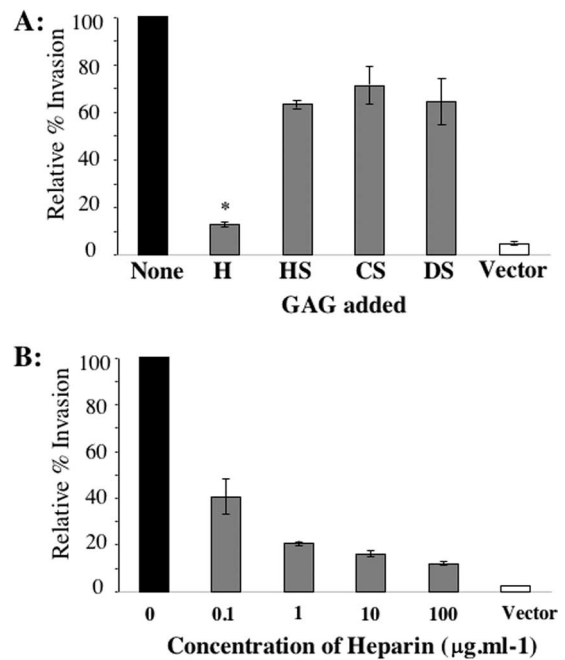 A:
Relative % Invasion
100
80
60
40
20
0
*
None H HS CS DS Vector
GAG added
B:
Relative % Invasion
100
80
60
40
20
0
0 0.1 1 10 100 Vector
Concentration of Heparin (µg.ml-1)